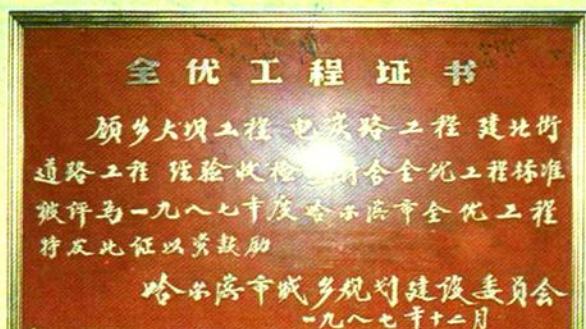 全优工程证书
顾乡大坝工程 电车路工程 建北街
道路工程 经验收检 符合全优工程标准
被评为一九八七年度哈尔滨市全优工程
特发此证以资鼓励
哈尔滨市城乡规划建设委员会
一九八七年十二月